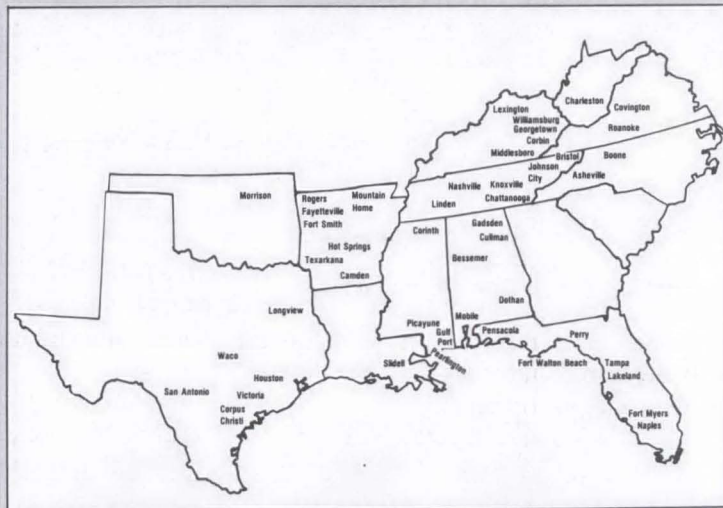 Lexington
Williamsburg
Georgetown
Corbin
Middlesboro
Charleston
Covington
Roanoke
Bristol
Boone
Johnson
City
Asheville
Nashville
Knoxville
Linden
Chattanooga
Morrison
Rogers
Mountain
Fayetteville
Home
Fort Smith
Hot Springs
Texarkana
Camden
Corinth
Gadsden
Cullman
Bessemer
Dothan
Longview
Waco
Houston
San Antonio
Victoria
Corpus
Christi
Picayune
Gulf
Port
Mobile
Pearlington
Slidell
Pensacola
Perry
Fort Walton Beach
Tampa
Lakeland
Fort Myers
Naples